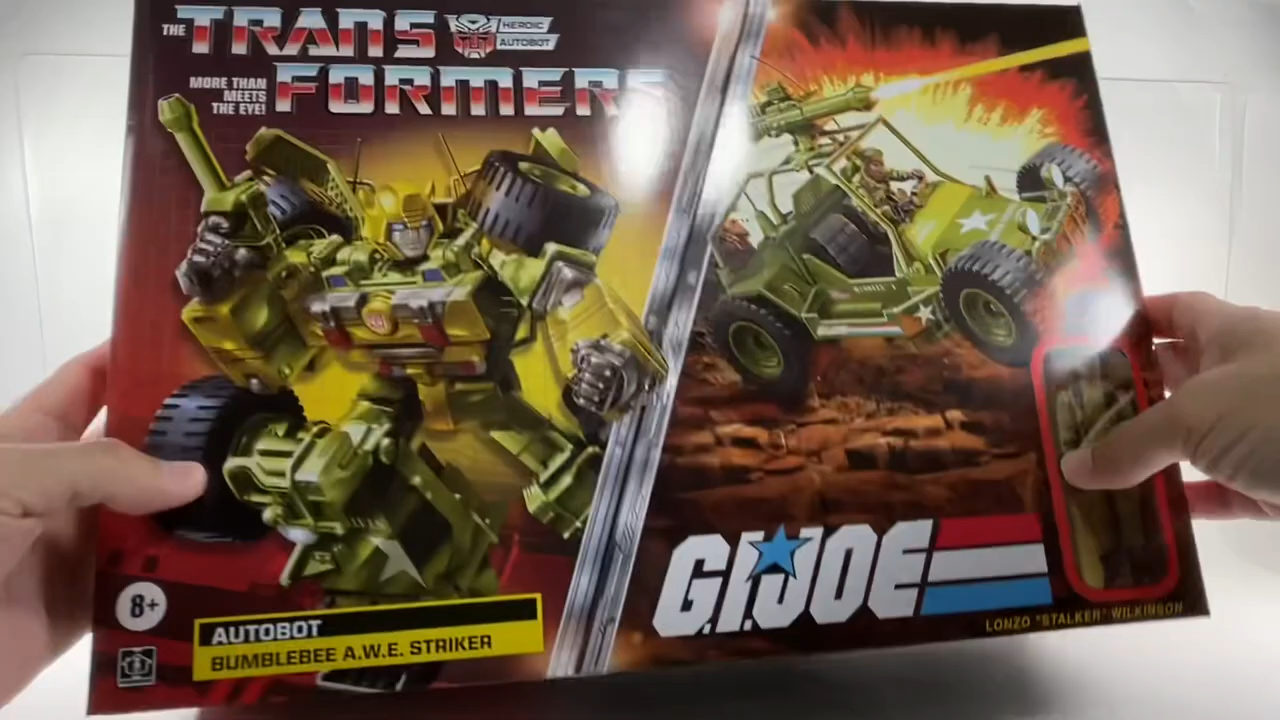 THE TRANS
FORMERS
HEROIC
AUTOBOT
MORE THAN
MEETS
THE EYE!
8+
AUTOBOT
BUMBLEBEE A.W.E. STRIKER
G.I.JOE
LONZO "STALKER" WILKINSON